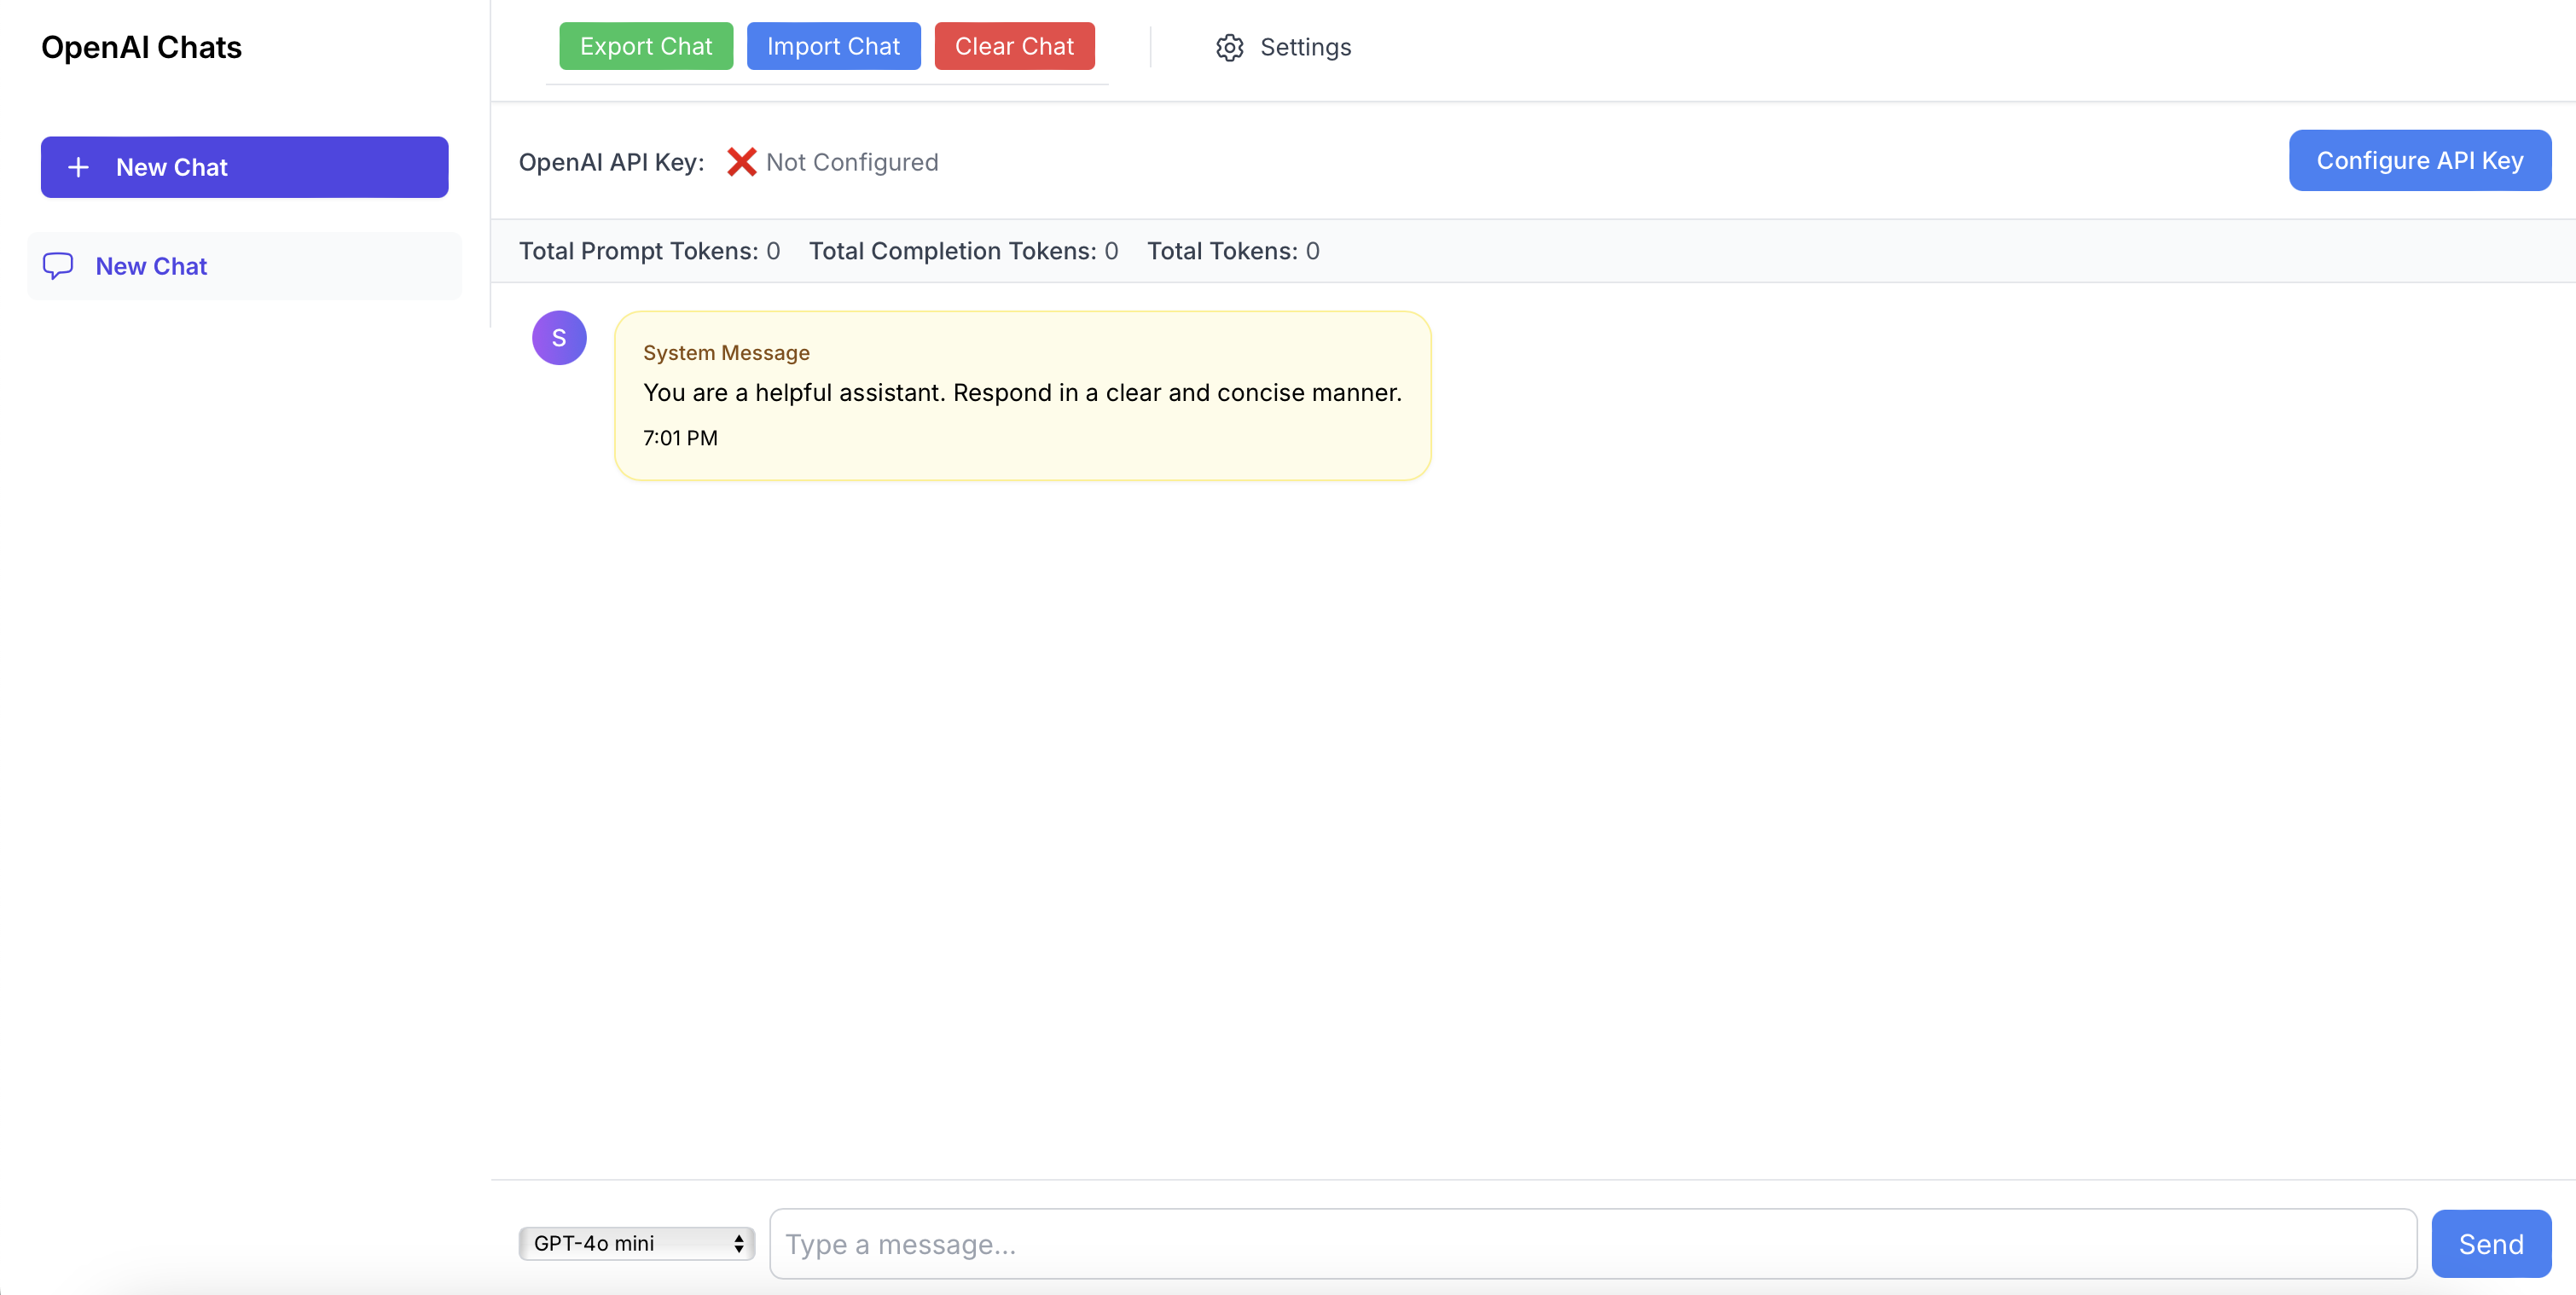 OpenAI Chats
New Chat
New Chat
Export Chat Import Chat Clear Chat Settings
OpenAI API Key: ❌ Not Configured Configure API Key
Total Prompt Tokens: 0 Total Completion Tokens: 0 Total Tokens: 0
S
System Message
You are a helpful assistant. Respond in a clear and concise manner.
7:01 PM
GPT-4o mini Type a message... Send